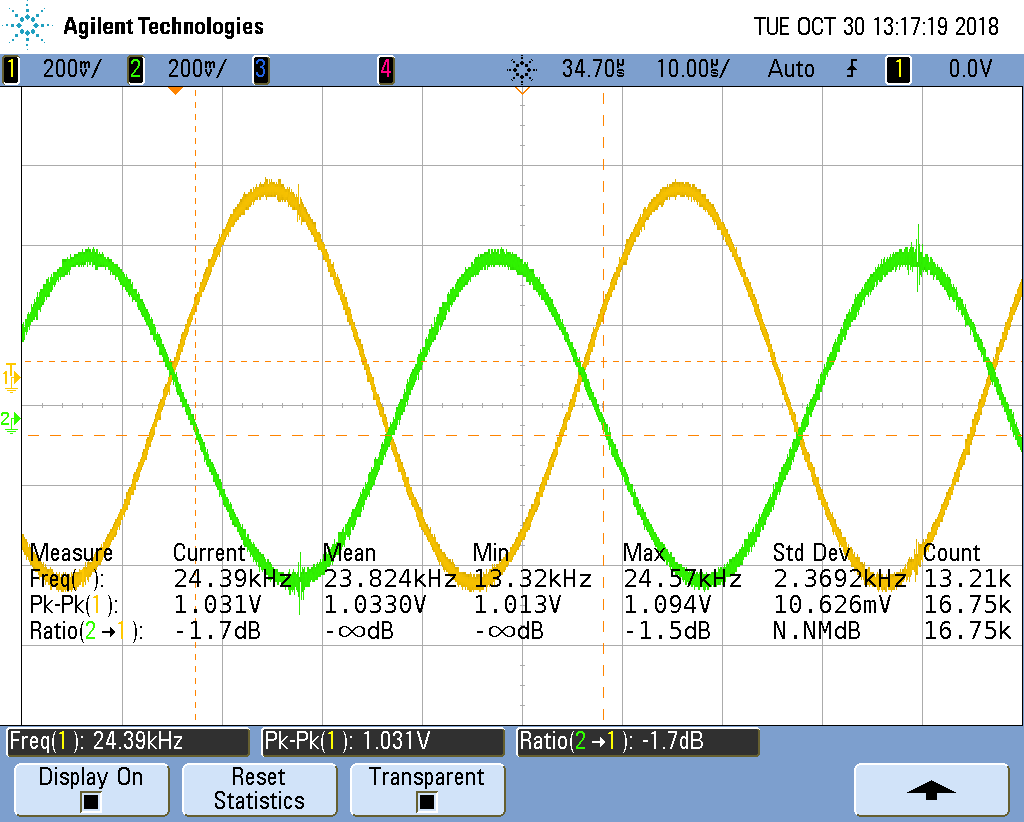 Agilent Technologies TUE OCT 30 13:17:19 2018
1 200mV/ 2 200mV/ 3 4 34.70µs 10.00µs/ Auto 1 0.0V
T
1
2
Measure Current Mean Min Max Std Dev Count
Freq( ): 24.39kHz 23.824kHz 13.32kHz 24.57kHz 2.3692kHz 13.21k
Pk-Pk(1): 1.031V 1.0330V 1.013V 1.094V 10.626mV 16.75k
Ratio(2→1): -1.7dB -∞dB -∞dB -1.5dB N.NMdB 16.75k
Freq(1): 24.39kHz Pk-Pk(1): 1.031V Ratio(2→1): -1.7dB
Display On Reset Statistics Transparent